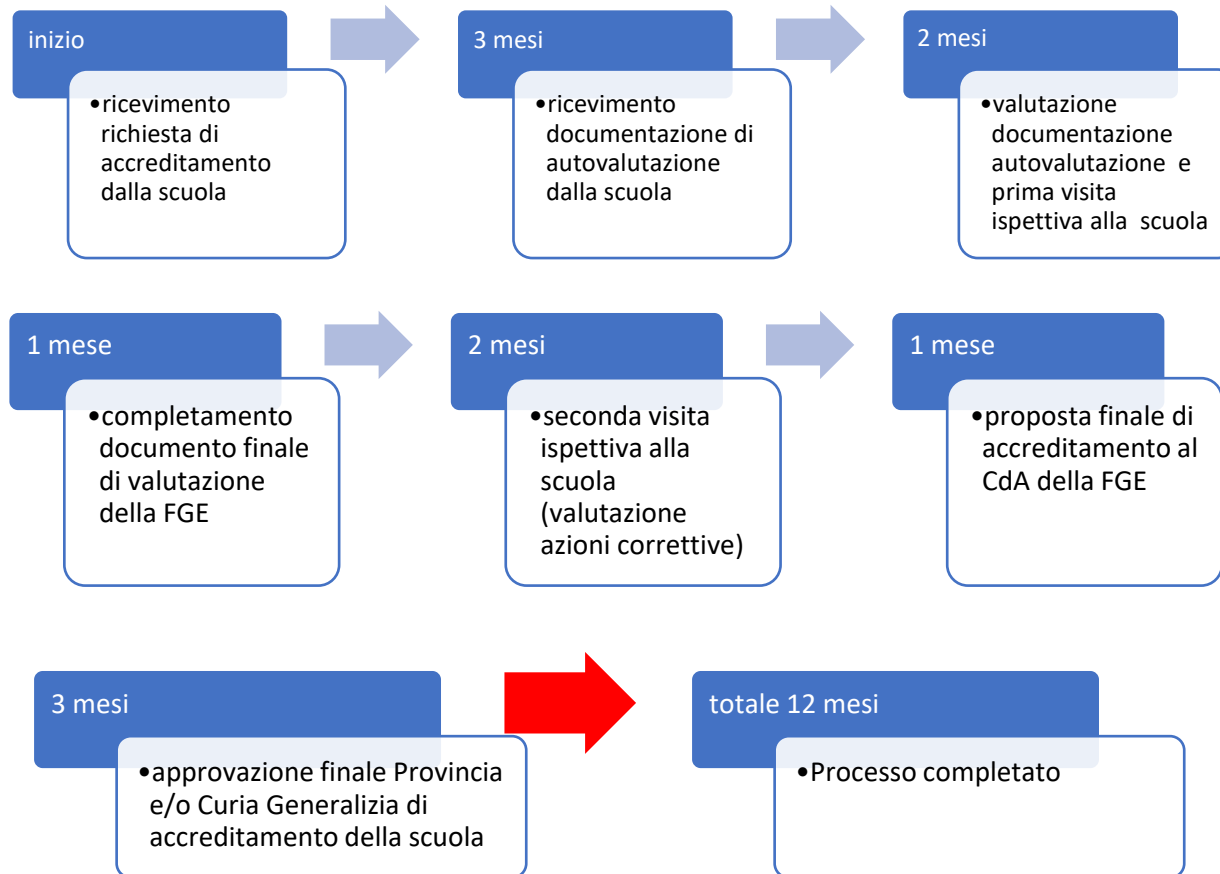 inizio
•ricevimento
richiesta di
accreditamento
dalla scuola
3 mesi
•ricevimento
documentazione di
autovalutazione
dalla scuola
2 mesi
•valutazione
documentazione
autovalutazione e
prima visita
ispettiva alla scuola
1 mese
•completamento
documento finale
di valutazione
della FGE
2 mesi
•seconda visita
ispettiva alla
scuola
(valutazione
azioni correttive)
1 mese
•proposta finale di
accreditamento al
CdA della FGE
3 mesi
•approvazione finale Provincia
e/o Curia Generalizia di
accreditamento della scuola
totale 12 mesi
•Processo completato